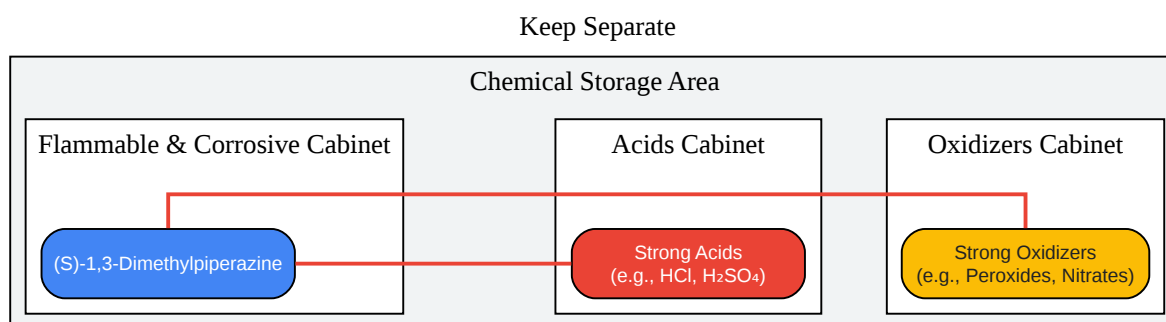 Keep Separate
Chemical Storage Area
Flammable & Corrosive Cabinet
Acids Cabinet
Oxidizers Cabinet
(S)-1,3-Dimethylpiperazine
Strong Acids
(e.g., HCl, H₂SO₄)
Strong Oxidizers
(e.g., Peroxides, Nitrates)